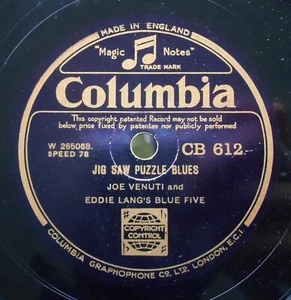 MADE IN ENGLAND
"Magic Notes"
TRADE MARK
Columbia
This copyright patented Record may not be sold
below price fixed by patentee nor publicly performed
W 265068. CB 612.
SPEED 78
JIG SAW PUZZLE BLUES
JOE VENUTI and
EDDIE LANG'S BLUE FIVE
COPYRIGHT
CONTROL
COLUMBIA GRAPHOPHONE CO. LTD. LONDON, E.C.1